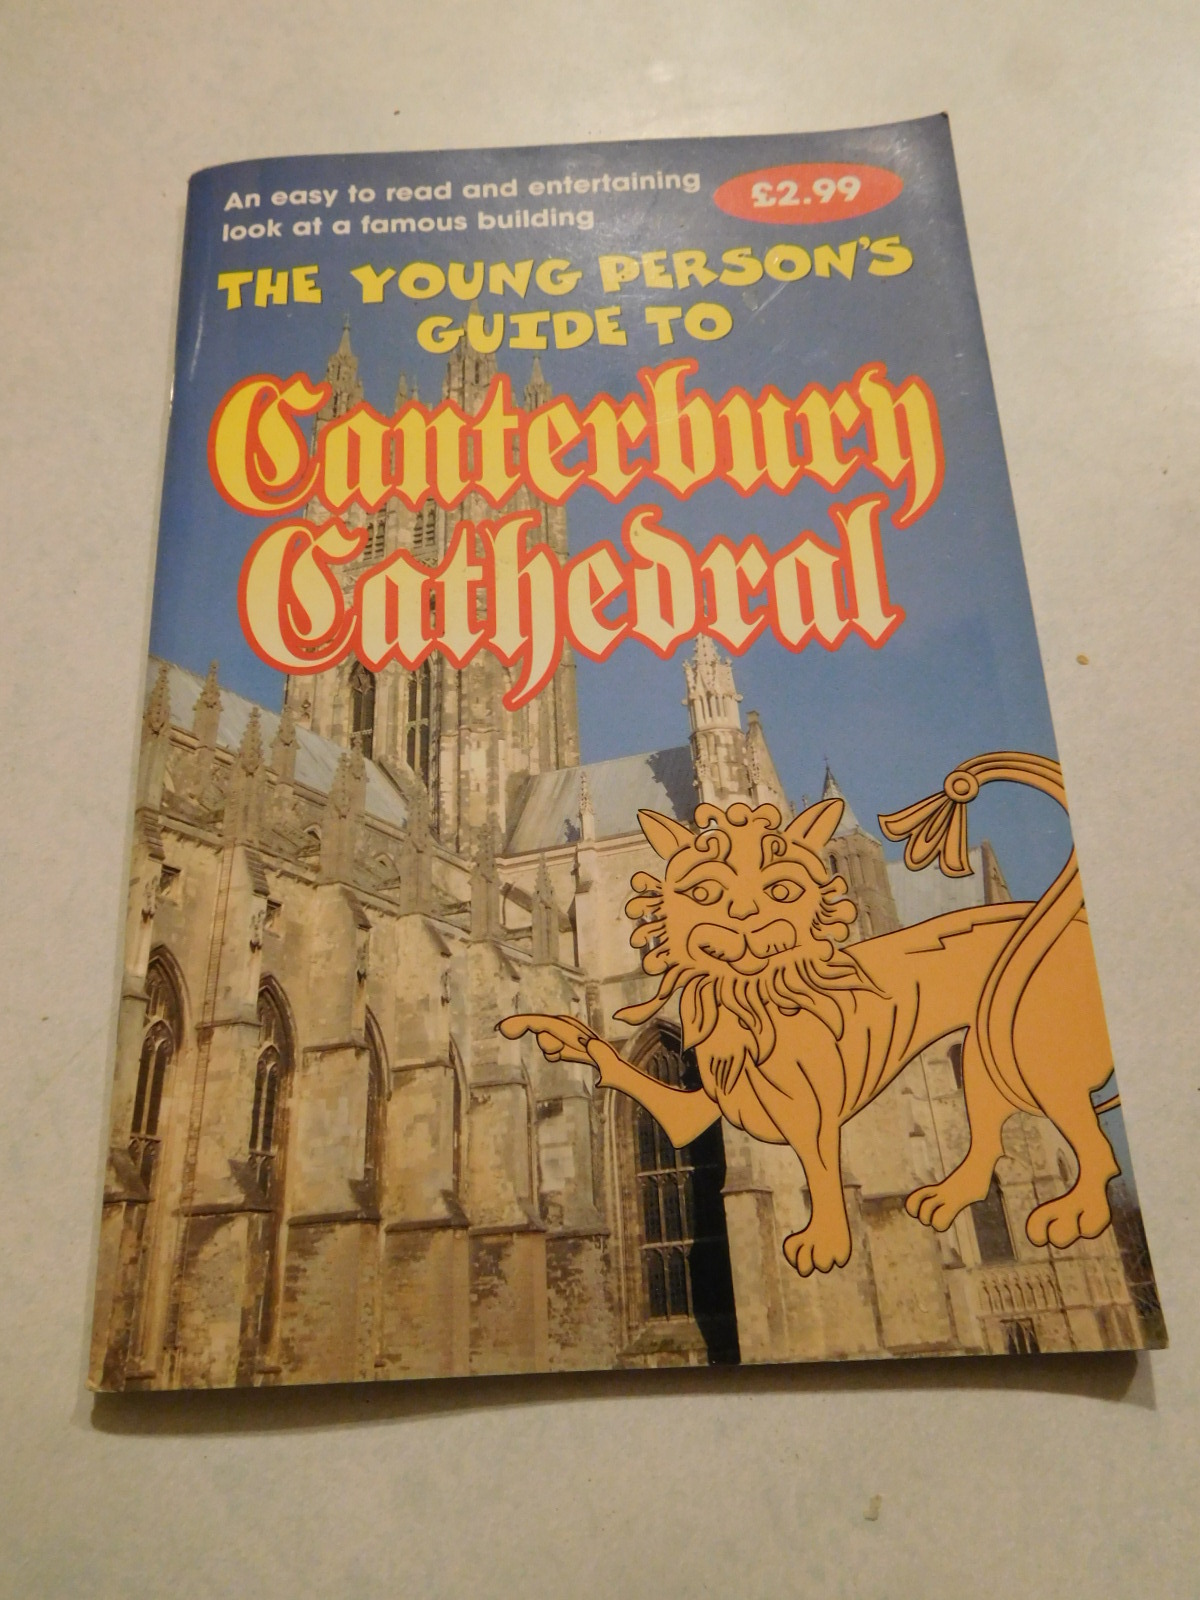 An easy to read and entertaining
look at a famous building
£2.99
THE YOUNG PERSON'S
GUIDE TO
Canterbury
Cathedral